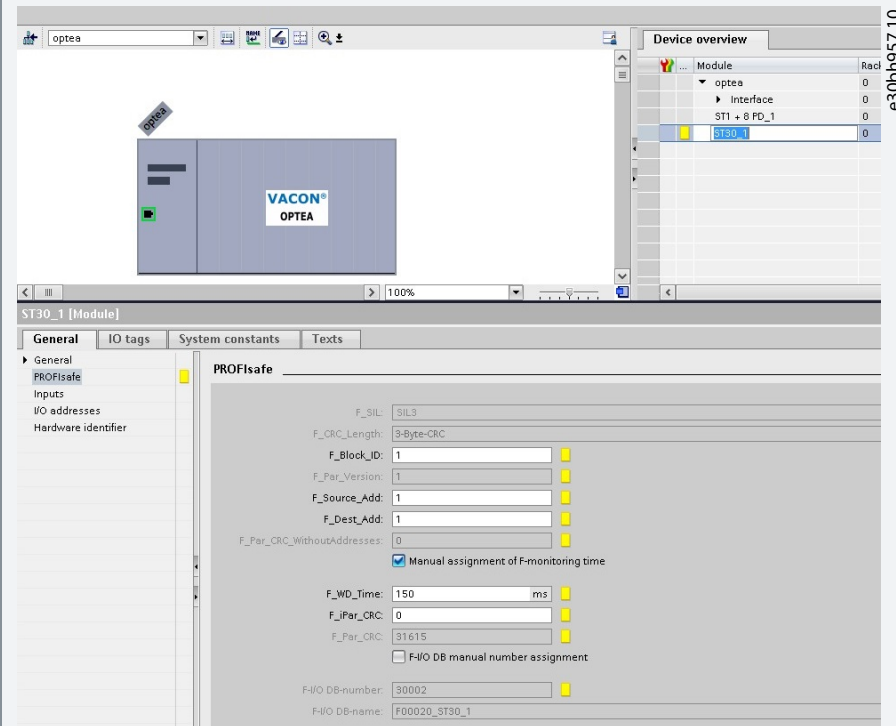 optea
Device overview
... Module Rack
optea 0
Interface 0
ST1 + 8 PD_1 0
ST30_1 0
e30bb957.10
optea
VACON®
OPTEA
100%
ST30_1 [Module]
General IO tags System constants Texts
General
PROFIsafe
Inputs
I/O addresses
Hardware identifier
PROFIsafe
F_SIL: SIL3
F_CRC_Length: 3-Byte-CRC
F_Block_ID: 1
F_Par_Version: 1
F_Source_Add: 1
F_Dest_Add: 1
F_Par_CRC_WithoutAddresses: 0
Manual assignment of F-monitoring time
F_WD_Time: 150 ms
F_iPar_CRC: 0
F_Par_CRC: 31615
F-I/O DB manual number assignment
F-I/O DB-number: 30002
F-I/O DB-name: F00020_ST30_1